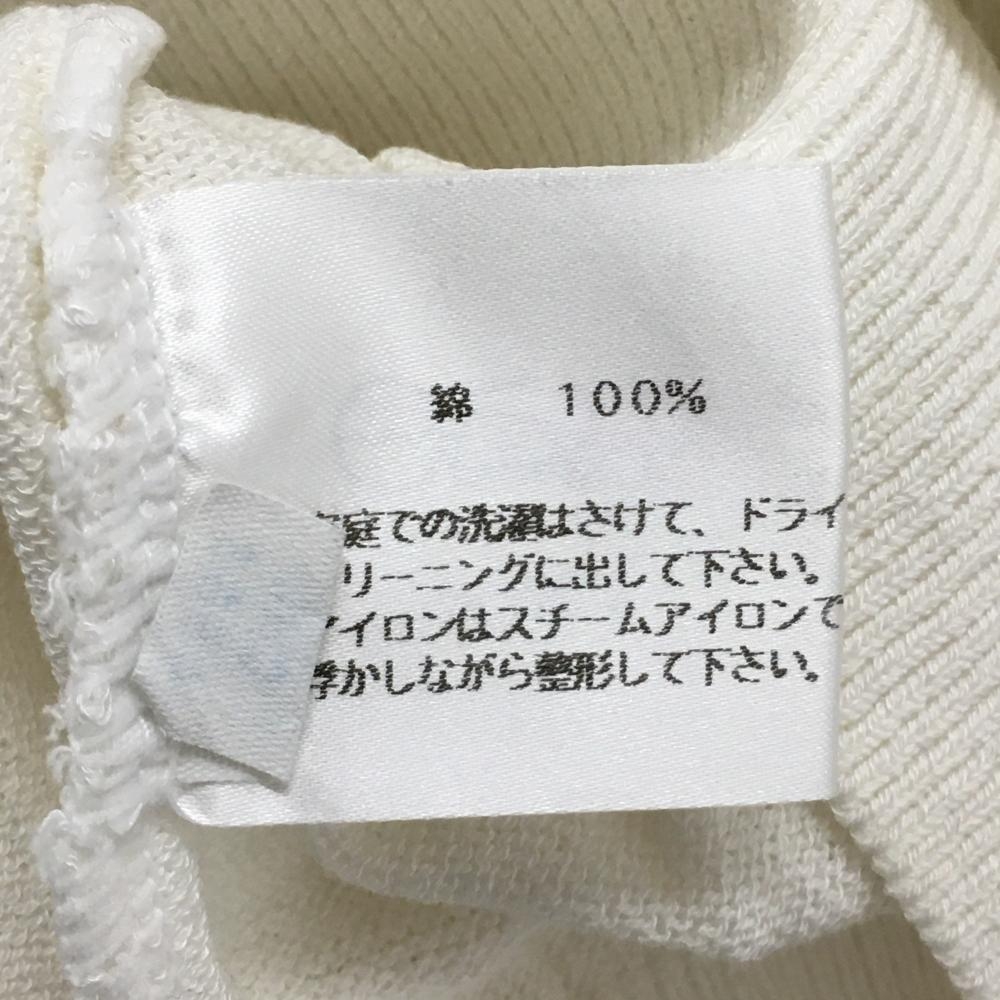 綿 100%
庭での洗濯はさけて、ドライ
リーニングに出して下さい。
アイロンはスチームアイロンで
浮かしながら整形して下さい。